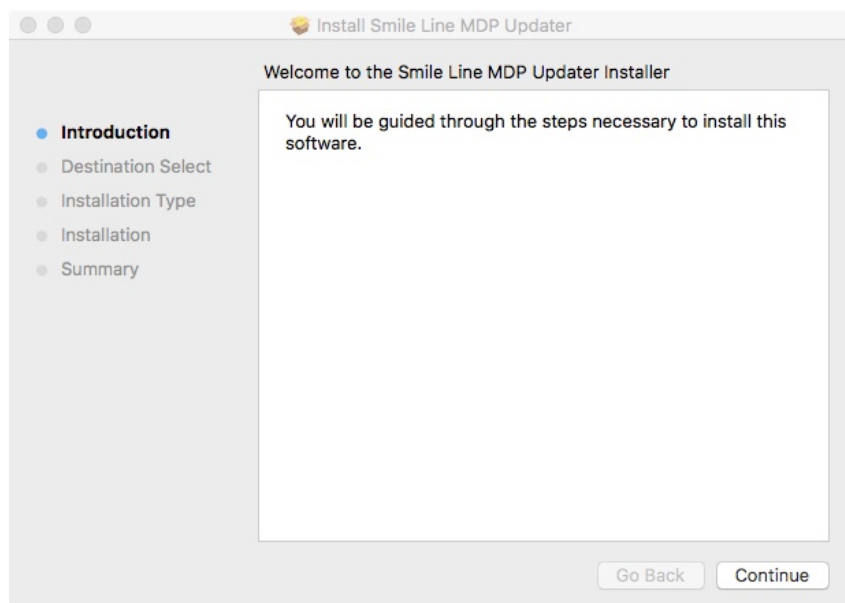 Install Smile Line MDP Updater
Welcome to the Smile Line MDP Updater Installer
Introduction
Destination Select
Installation Type
Installation
Summary
You will be guided through the steps necessary to install this
software.
Go Back
Continue